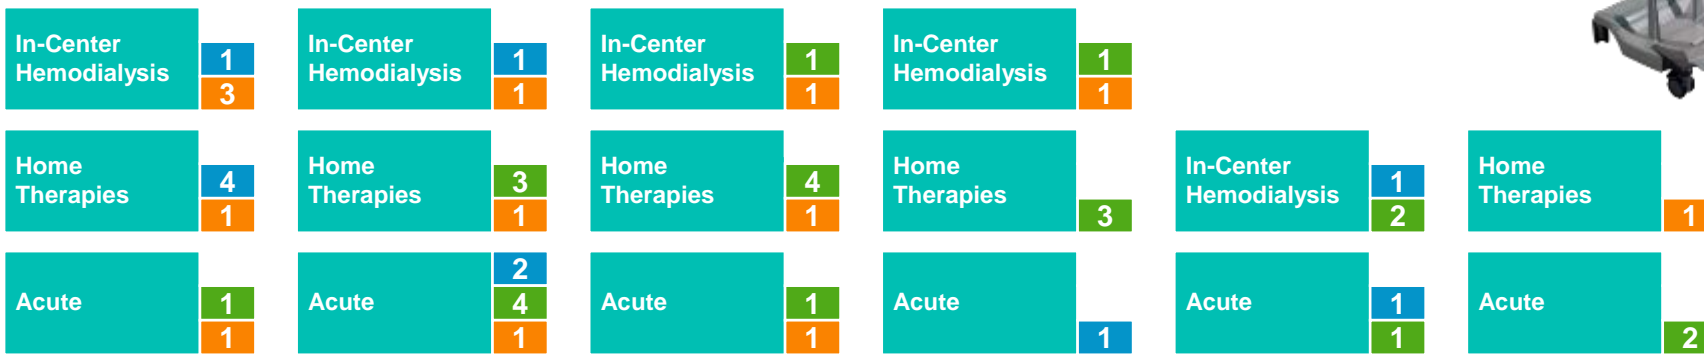 In-Center
Hemodialysis
1
3
In-Center
Hemodialysis
1
1
In-Center
Hemodialysis
1
1
In-Center
Hemodialysis
1
1
Home
Therapies
4
1
Home
Therapies
3
1
Home
Therapies
4
1
Home
Therapies
3
In-Center
Hemodialysis
1
2
Home
Therapies
1
Acute
1
1
Acute
2
4
1
Acute
1
1
Acute
1
Acute
1
1
Acute
2